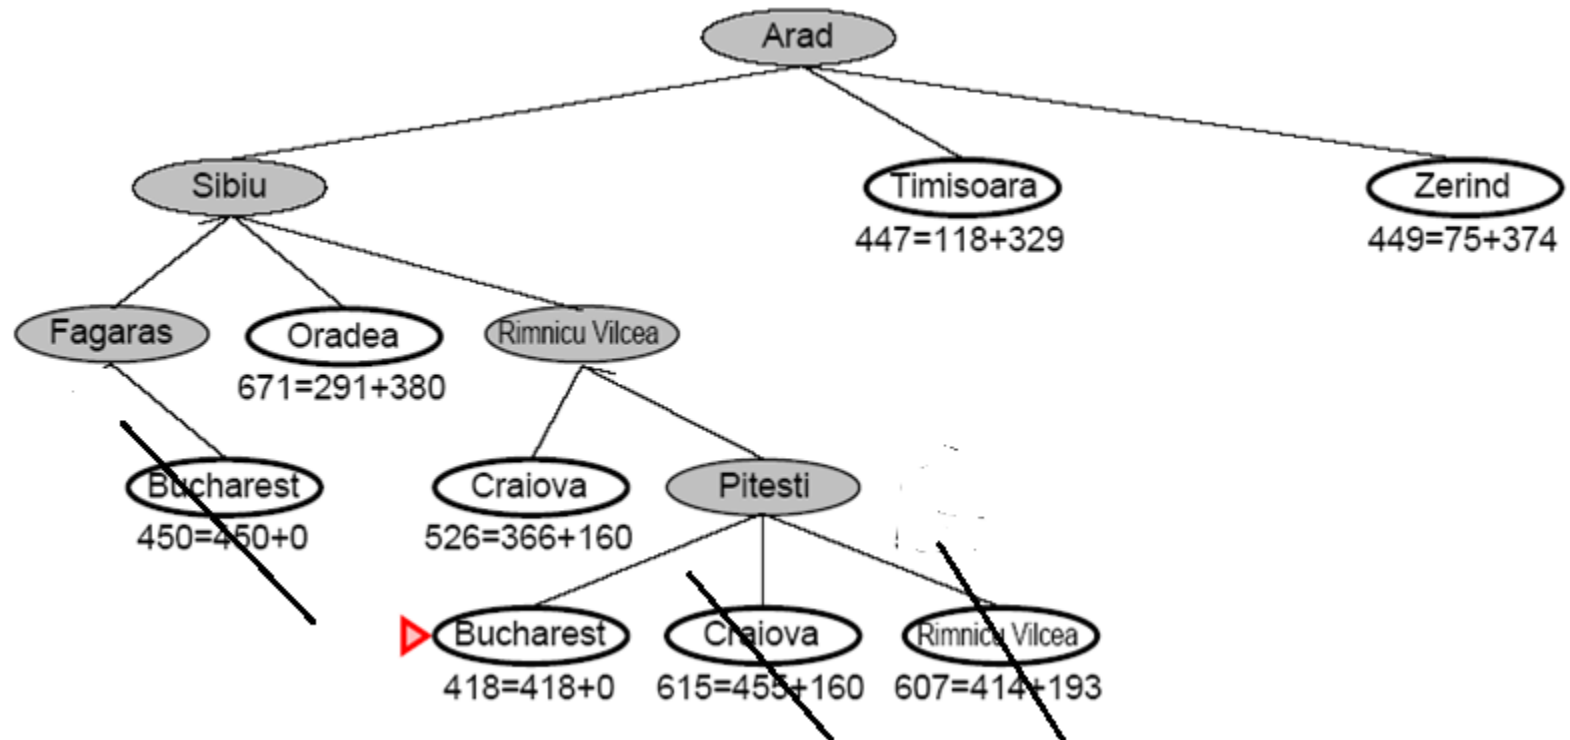 Arad
Sibiu
Timisoara
Zerind
447=118+329
449=75+374
Fagaras
Oradea
Rimnicu Vilcea
671=291+380
Bucharest
Craiova
Pitesti
450=450+0
526=366+160
Bucharest
Craiova
Rimnicu Vilcea
418=418+0
615=455+160
607=414+193